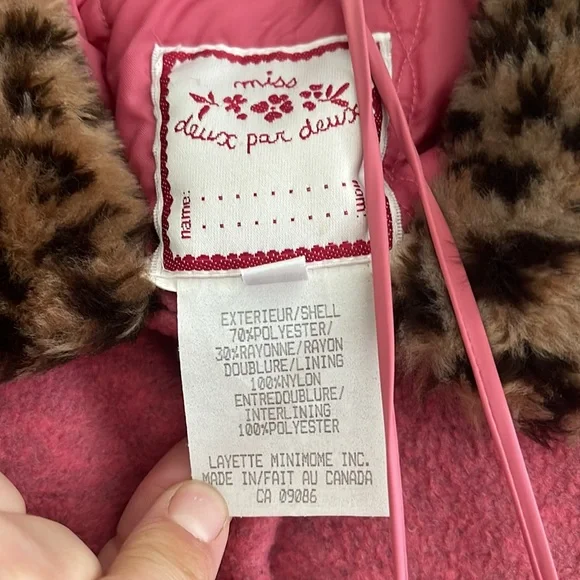 miss
deux par deux
name:
nom:
EXTERIEUR/SHELL
70%POLYESTER/
30%RAYONNE/RAYON
DOUBLURE/LINING
100%NYLON
ENTREDOUBLURE/
INTERLINING
100%POLYESTER
LAYETTE MINIMOME INC.
MADE IN/FAIT AU CANADA
CA 09086